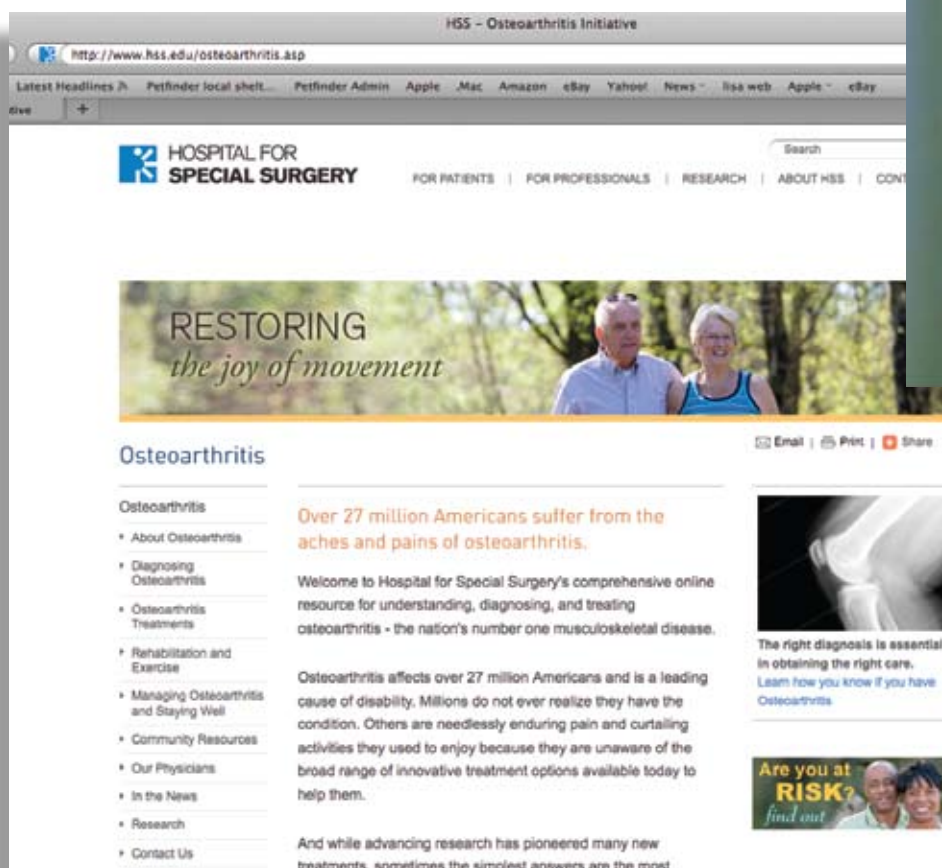 HSS – Osteoarthritis Initiative
http://www.hss.edu/osteoarthritis.asp
Latest Headlines Petfinder local shelt... Petfinder Admin Apple .Mac Amazon eBay Yahoo! News lisa web Apple eBay
tive +
HOSPITAL FOR
SPECIAL SURGERY
Search
FOR PATIENTS | FOR PROFESSIONALS | RESEARCH | ABOUT HSS | CONT
RESTORING
the joy of movement
Osteoarthritis
Email | Print | Share
Osteoarthritis
About Osteoarthritis
Diagnosing
Osteoarthritis
Osteoarthritis
Treatments
Rehabilitation and
Exercise
Managing Osteoarthritis
and Staying Well
Community Resources
Our Physicians
In the News
Research
Contact Us
Over 27 million Americans suffer from the
aches and pains of osteoarthritis.
Welcome to Hospital for Special Surgery's comprehensive online
resource for understanding, diagnosing, and treating
osteoarthritis - the nation's number one musculoskeletal disease.
Osteoarthritis affects over 27 million Americans and is a leading
cause of disability. Millions do not ever realize they have the
condition. Others are needlessly enduring pain and curtailing
activities they used to enjoy because they are unaware of the
broad range of innovative treatment options available today to
help them.
And while advancing research has pioneered many new
treatments, sometimes the simplest answers are the most
The right diagnosis is essential
in obtaining the right care.
Learn how you know if you have
Osteoarthritis
Are you at
RISK?
find out